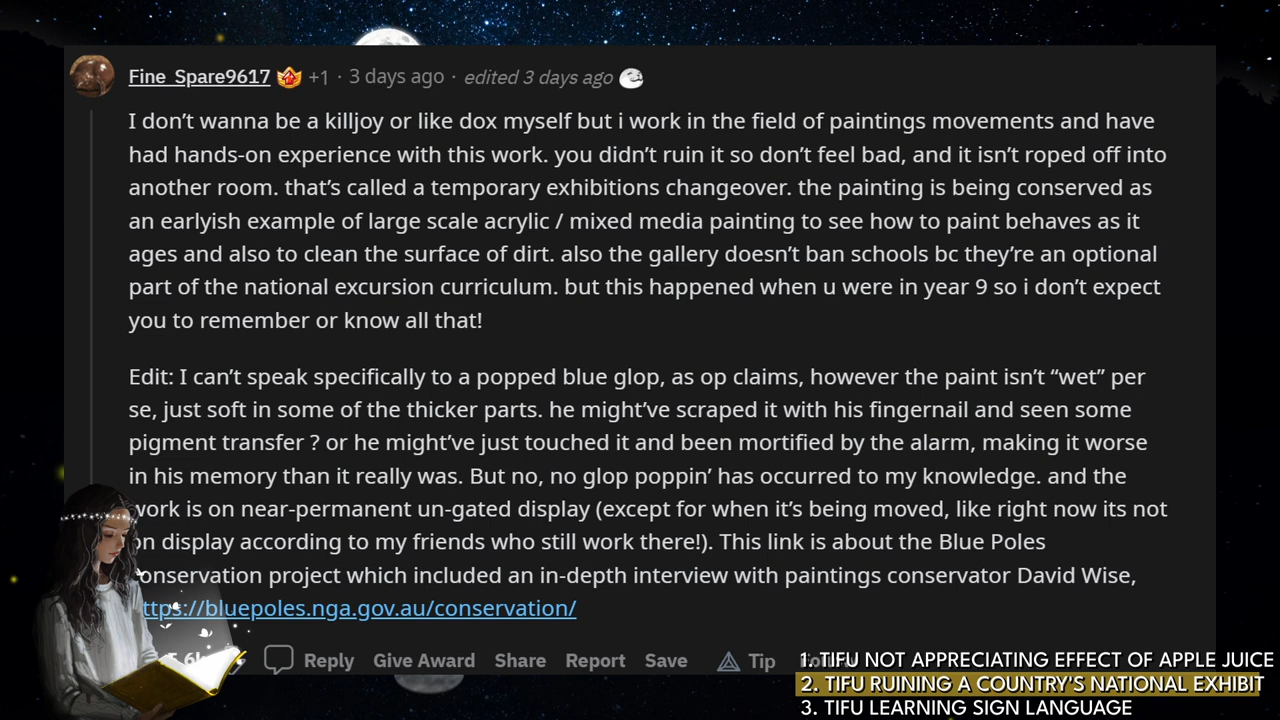 Fine_Spare9617 +1 · 3 days ago · edited 3 days ago
I don’t wanna be a killjoy or like dox myself but i work in the field of paintings movements and have
had hands-on experience with this work. you didn’t ruin it so don’t feel bad, and it isn’t roped off into
another room. that’s called a temporary exhibitions changeover. the painting is being conserved as
an earlyish example of large scale acrylic / mixed media painting to see how to paint behaves as it
ages and also to clean the surface of dirt. also the gallery doesn’t ban schools bc they’re an optional
part of the national excursion curriculum. but this happened when u were in year 9 so i don’t expect
you to remember or know all that!
Edit: I can’t speak specifically to a popped blue glop, as op claims, however the paint isn’t “wet” per
se, just soft in some of the thicker parts. he might’ve scraped it with his fingernail and seen some
pigment transfer ? or he might’ve just touched it and been mortified by the alarm, making it worse
in his memory than it really was. But no, no glop poppin’ has occurred to my knowledge. and the
work is on near-permanent un-gated display (except for when it’s being moved, like right now its not
on display according to my friends who still work there!). This link is about the Blue Poles
conservation project which included an in-depth interview with paintings conservator David Wise,
https://bluepoles.nga.gov.au/conservation/
Reply Give Award Share Report Save Tip
1. TIFU NOT APPRECIATING EFFECT OF APPLE JUICE
2. TIFU RUINING A COUNTRY'S NATIONAL EXHIBIT
3. TIFU LEARNING SIGN LANGUAGE